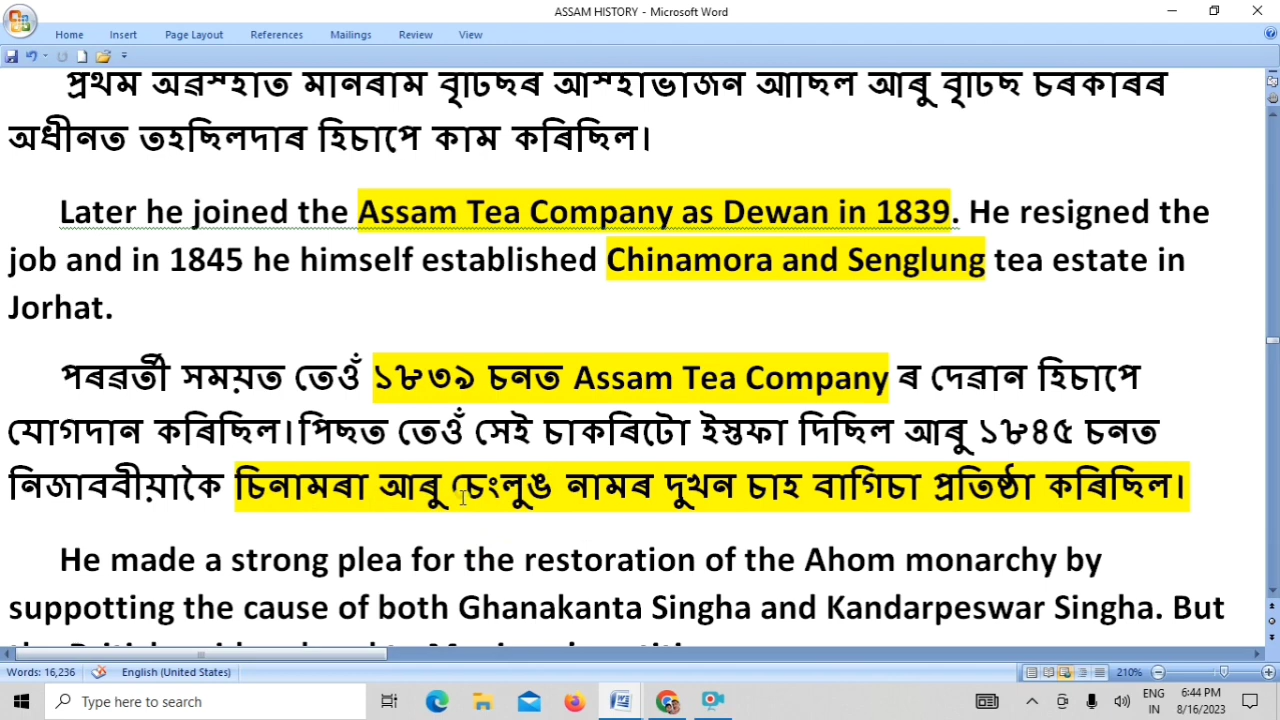 ASSAM HISTORY - Microsoft Word
Home Insert Page Layout References Mailings Review View
প্ৰথম অৱস্হাত মানৰাম বৃটিছৰ আস্হাভাজন আছিল আৰু বৃটিছ চৰকাৰৰ
অধীনত তহছিলদাৰ হিচাপে কাম কৰিছিল।
Later he joined the Assam Tea Company as Dewan in 1839. He resigned the
job and in 1845 he himself established Chinamora and Senglung tea estate in
Jorhat.
পৰৱৰ্তী সময়ত তেওঁ ১৮৩৯ চনত Assam Tea Company ৰ দেৱান হিচাপে
যোগদান কৰিছিল।পিছত তেওঁ সেই চাকৰিটো ইস্তফা দিছিল আৰু ১৮৪৫ চনত
নিজাববীয়াকৈ চিনামৰা আৰু চেংলুঙ নামৰ দুখন চাহ বাগিচা প্ৰতিষ্ঠা কৰিছিল।
He made a strong plea for the restoration of the Ahom monarchy by
suppotting the cause of both Ghanakanta Singha and Kandarpeswar Singha. But
Words: 16,236 English (United States) 210%
Type here to search ENG IN 6:44 PM 8/16/2023